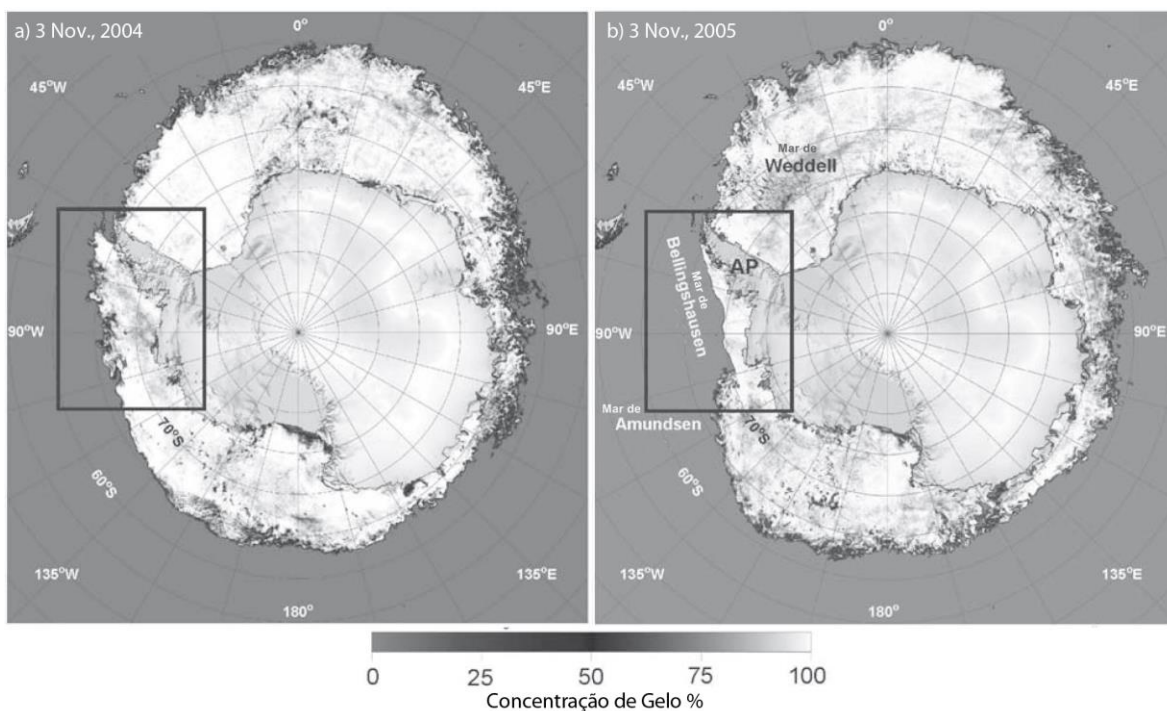 a) 3 Nov., 2004
0°
45°W
45°E
90°W
90°E
70°S
60°S
135°W
135°E
180°
b) 3 Nov., 2005
0°
45°W
45°E
Mar de
Weddell
AP
Mar de
Bellingshausen
90°W
90°E
Mar de
Amundsen
70°S
60°S
135°W
135°E
180°
0 25 50 75 100
Concentração de Gelo %